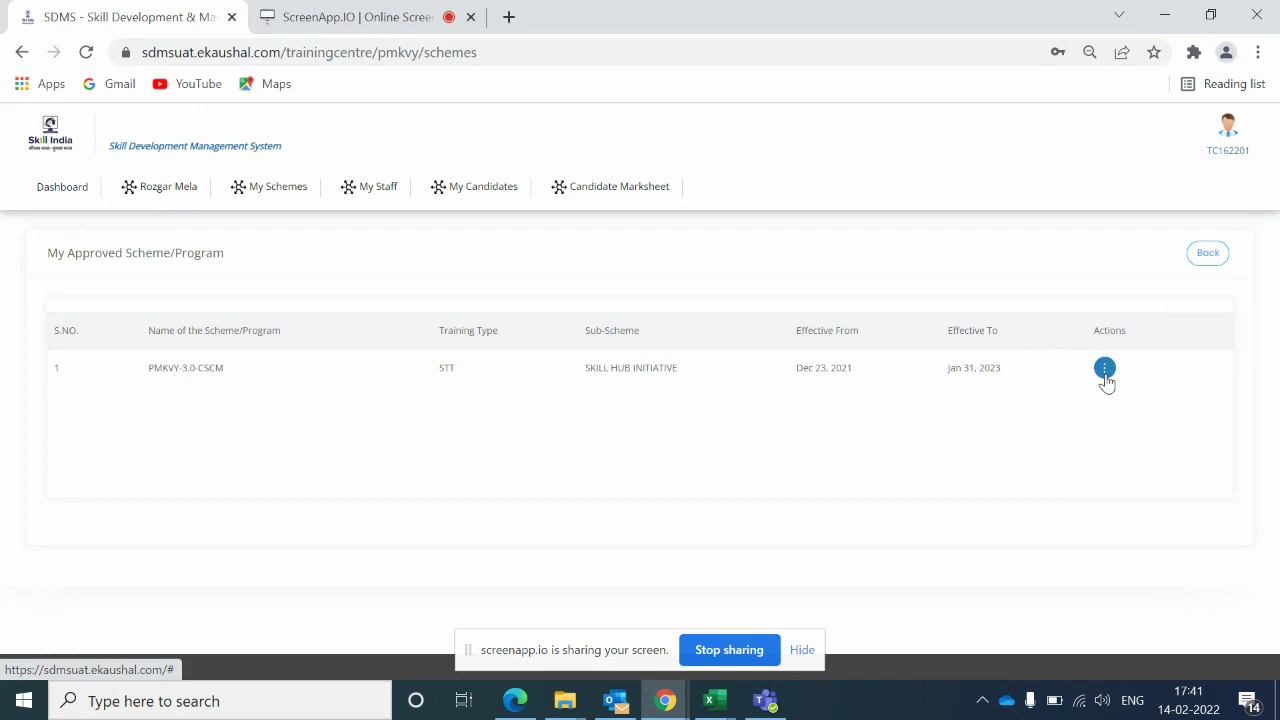 SDMS - Skill Development & Ma
ScreenApp.IO | Online Scree
sdmsuat.ekaushal.com/trainingcentre/pmkvy/schemes
Apps Gmail YouTube Maps Reading list
Skill India
कौशल भारत-कुशल भारत
Skill Development Management System
TC162201
Dashboard Rozgar Mela My Schemes My Staff My Candidates Candidate Marksheet
My Approved Scheme/Program Back
S.NO. Name of the Scheme/Program Training Type Sub-Scheme Effective From Effective To Actions
1 PMKVY-3.0-CSCM STT SKILL HUB INITIATIVE Dec 23, 2021 Jan 31, 2023
screenapp.io is sharing your screen. Stop sharing Hide
https://sdmsuat.ekaushal.com/#
Type here to search
ENG
17:41
14-02-2022
14